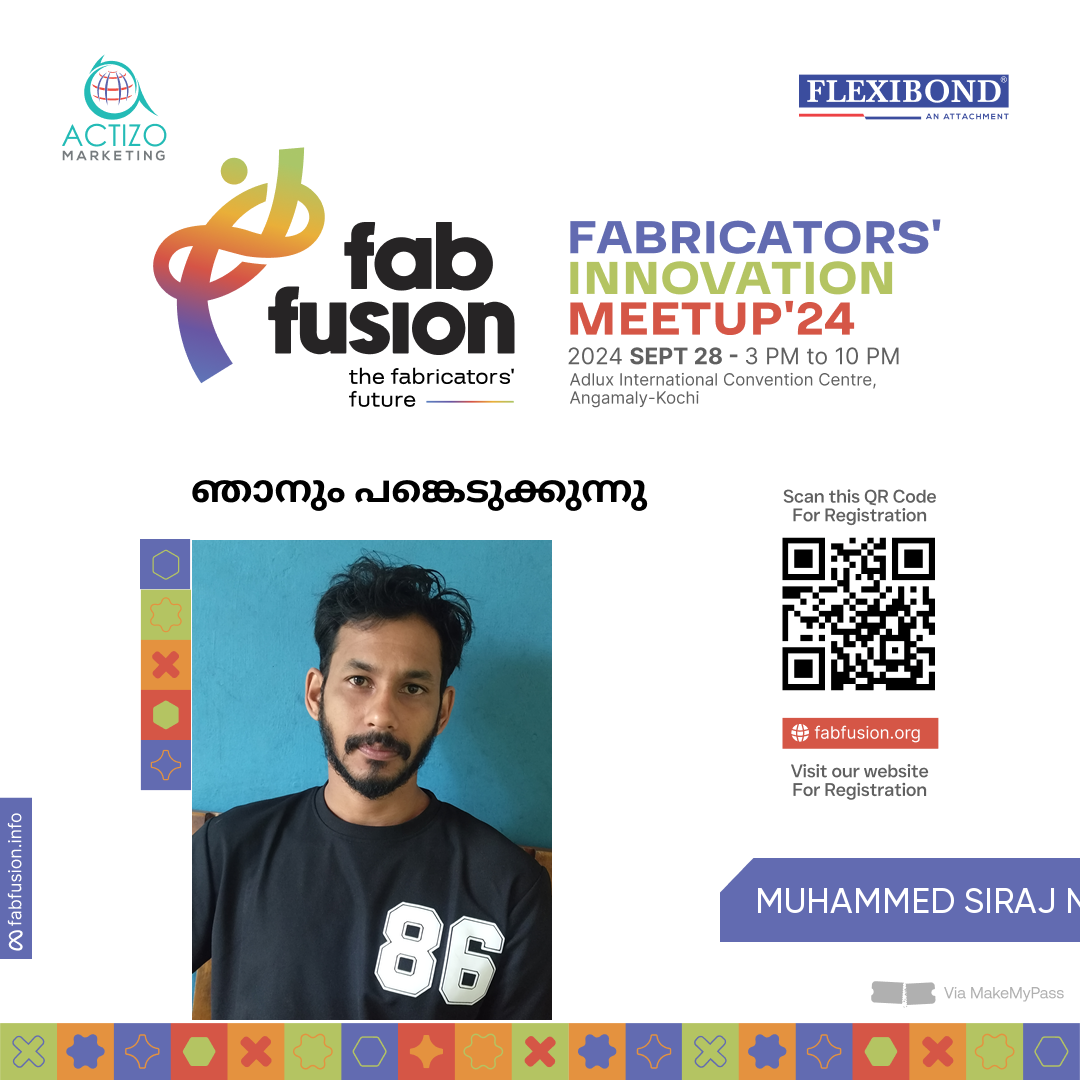 ACTIZO
MARKETING
FLEXIBOND®
AN ATTACHMENT
fab
fusion
the fabricators'
future
FABRICATORS'
INNOVATION
MEETUP'24
2024 SEPT 28 - 3 PM to 10 PM
Adlux International Convention Centre,
Angamaly-Kochi
ഞാനും പങ്കെടുക്കുന്നു
Scan this QR Code
For Registration
fabfusion.org
Visit our website
For Registration
fabfusion.info
86
MUHAMMED SIRAJ N
Via MakeMyPass